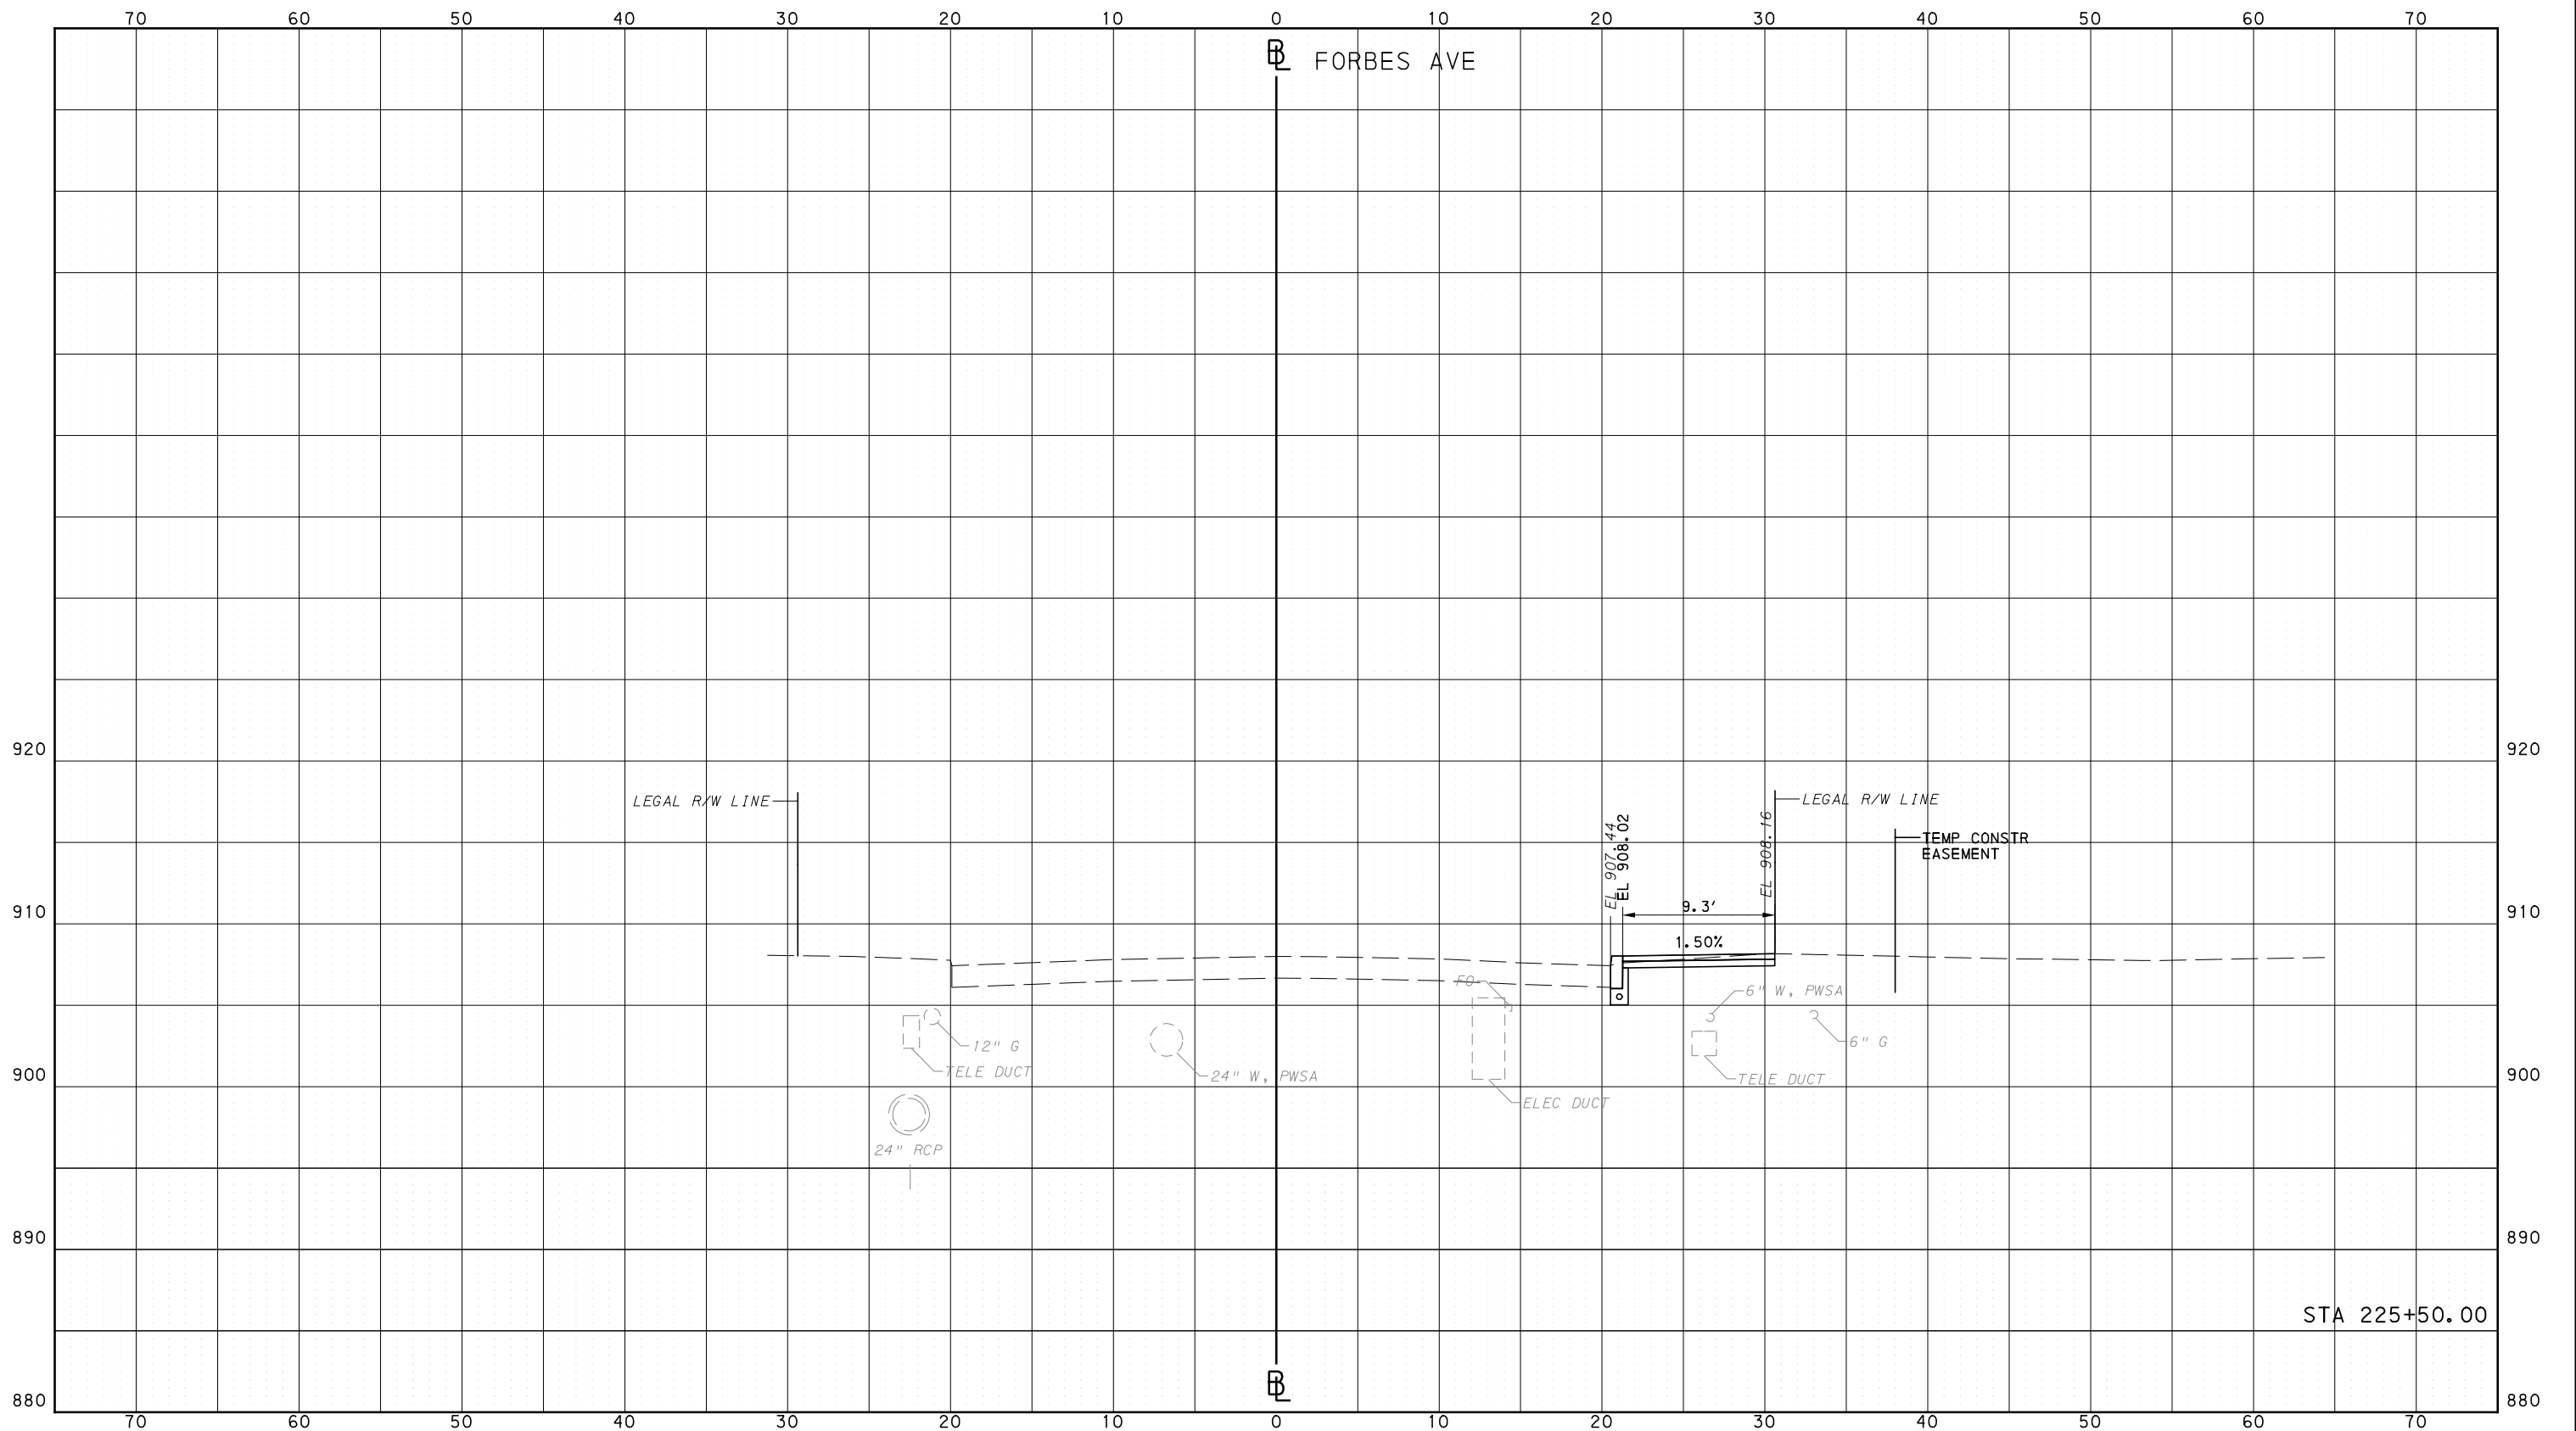 70 60 50 40 30 20 10 0 10 20 30 40 50 60 70
BL FORBES AVE
920 920
LEGAL R/W LINE
LEGAL R/W LINE
EL 907.44
EL 908.02
EL 908.16
TEMP CONSTR
EASEMENT
910 910
9.3'
1.50%
FO
6" W, PWSA
12" G
6" G
TELE DUCT
24" W, PWSA
TELE DUCT
900 900
ELEC DUCT
24" RCP
890 890
STA 225+50.00
BL
880 880
70 60 50 40 30 20 10 0 10 20 30 40 50 60 70